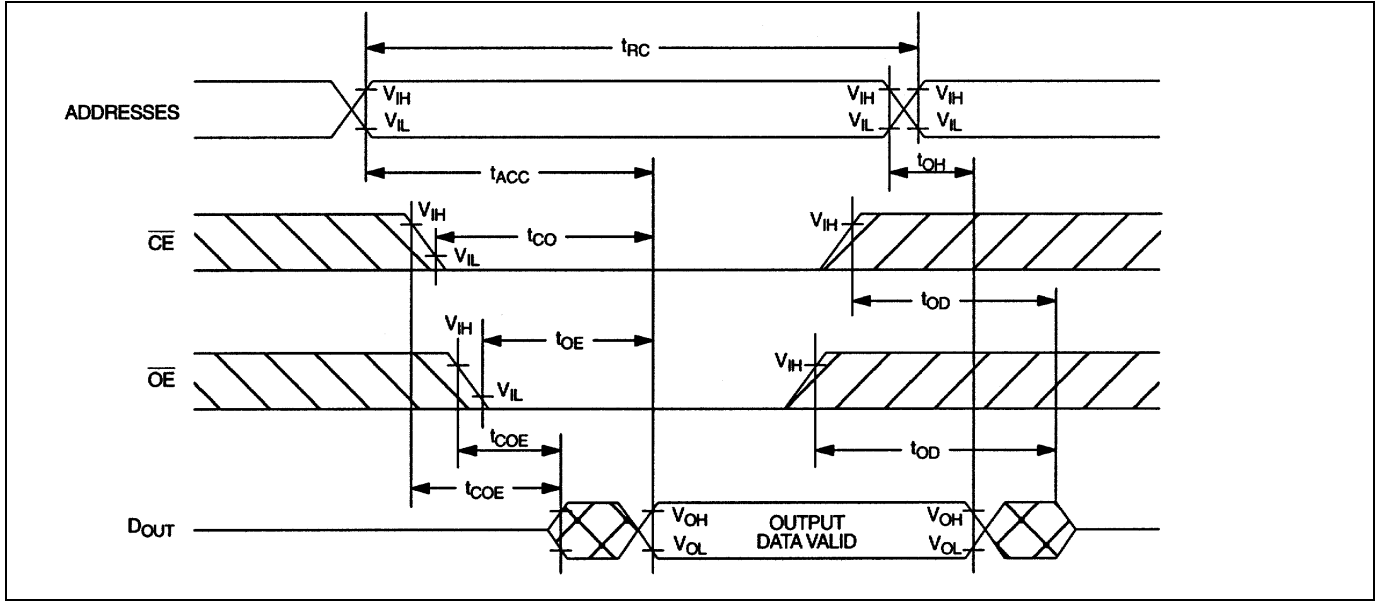 tRC
ADDRESSES
VIH
VIL
VIH
VIL
VIH
VIL
tACC
tOH
CE
VIH
tCO
VIL
VIH
tOD
OE
VIH
tOE
VIL
VIH
tCOE
tOD
tCOE
DOUT
VOH
VOL
OUTPUT
DATA VALID
VOH
VOL